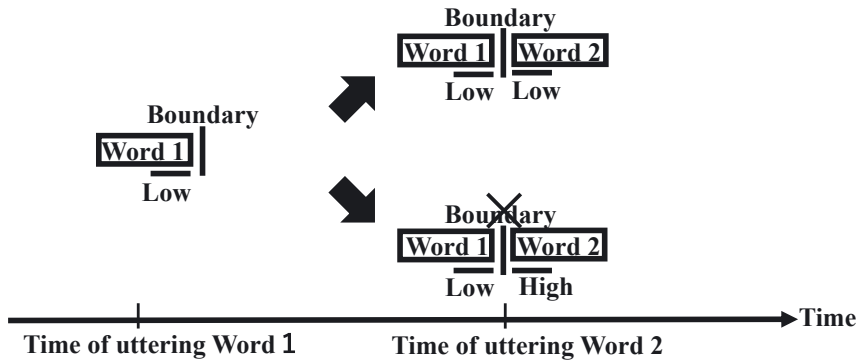 Boundary
Word 1 Word 2
Low Low
Boundary
Word 1
Low
Boundary
Word 1 Word 2
Low High
Time
Time of uttering Word 1 Time of uttering Word 2